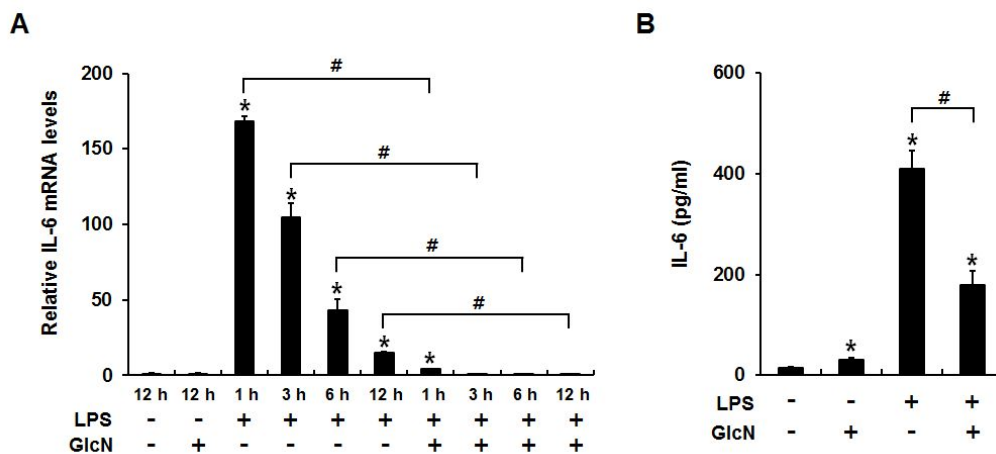 A
B
Relative IL-6 mRNA levels
200
150
100
50
0
#
#
#
#
* * * * *
12 h 12 h 1 h 3 h 6 h 12 h 1 h 3 h 6 h 12 h
LPS - - + + + + + + + +
GlcN - + - - - - + + + +
IL-6 (pg/ml)
600
400
200
0
#
* * *
LPS - - + +
GlcN - + - +